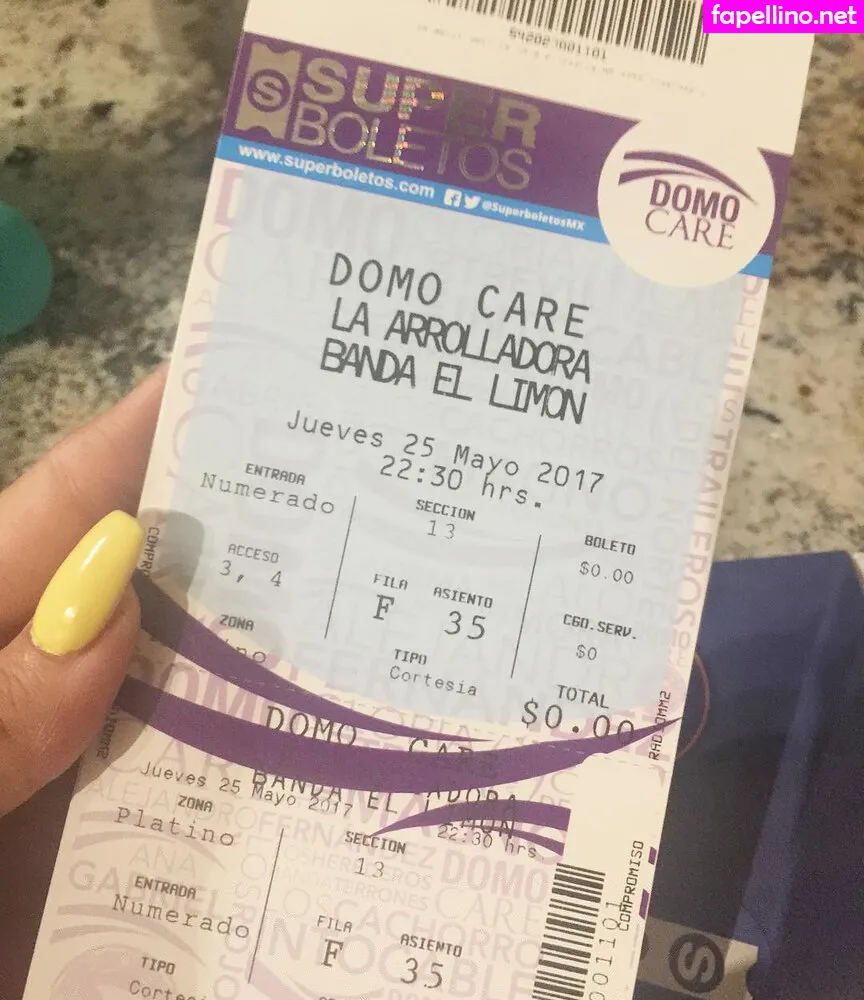 fapellino.net
542023001101
SUPER
BOLETOS
www.superboletos.com @SuperboletosMX
DOMO
CARE
DOMO CARE
LA ARROLLADORA
BANDA EL LIMON
Jueves 25 Mayo 2017
22:30 hrs.
ENTRADA
Numerado
SECCION
13
BOLETO
$0.00
ACCESO
3, 4
FILA
F
ASIENTO
35
CGO.SERV.
$0
ZONA
TIPO
Cortesia
TOTAL
$0.00
DOMO CARE
BANDA EL
Jueves 25 Mayo 2017
22:30 hrs
ZONA
Platino
SECCION
13
ENTRADA
Numerado
FILA
F
ASIENTO
35
TIPO
COMPROMISO
001101